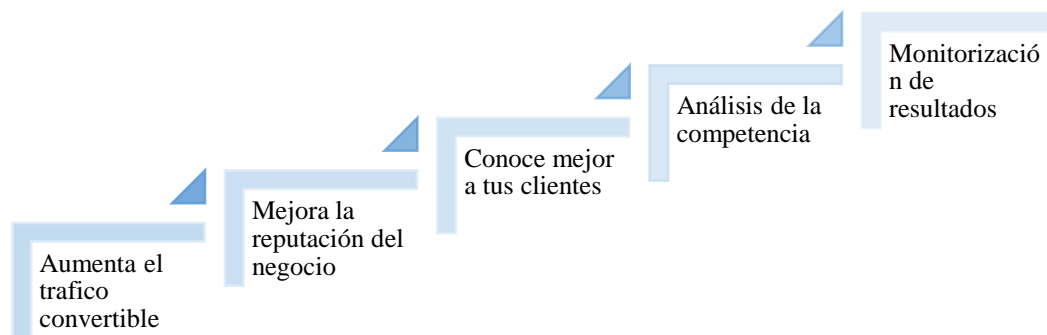 Aumenta el
trafico
convertible
Mejora la
reputación del
negocio
Conoce mejor
a tus clientes
Análisis de la
competencia
Monitorizació
n de
resultados